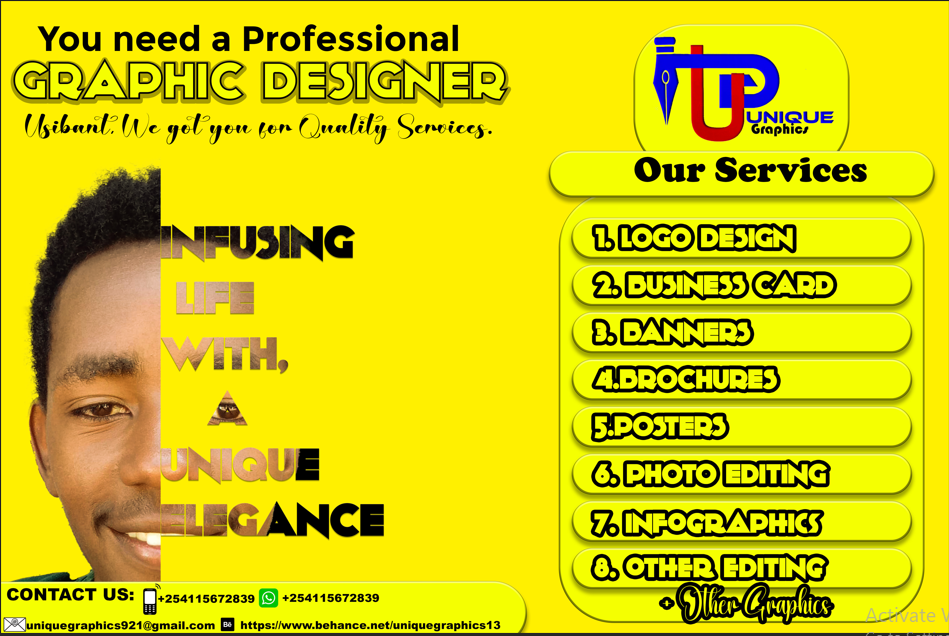 You need a Professional
GRAPHIC DESIGNER
Usibant, We got you for Quality Services.
INFUSING
LIFE
WITH,
A
UNIQUE
ELEGANCE
CONTACT US:
+254115672839
+254115672839
uniquegraphics921@gmail.com
Bē
https://www.behance.net/uniquegraphics13
UNIQUE
Graphics
Our Services
1. LOGO DESIGN
2. BUSINESS CARD
3. BANNERS
4.BROCHURES
5.POSTERS
6. PHOTO EDITING
7. INFOGRAPHICS
8. OTHER EDITING
+ Other Graphics
Activate